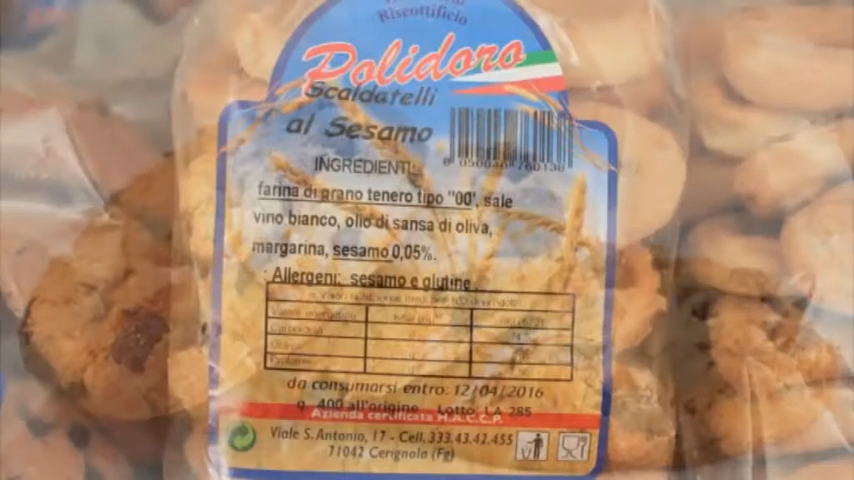 Biscottificio
Polidoro
Scaldatelli
al Sesamo
INGREDIENTI:
farina di grano tenero tipo "00", sale
vino bianco, olio di sansa di oliva,
margarina, sesamo 0,05%.
Allergeni: sesamo e glutine
da consumarsi entro: 12/04/2016
g. 400 all'origine Lotto: LA 285
Azienda certificata H.A.C.C.P.
Viale S. Antonio, 17 - Cell. 333.43.42.455
71042 Cerignola (Fg)